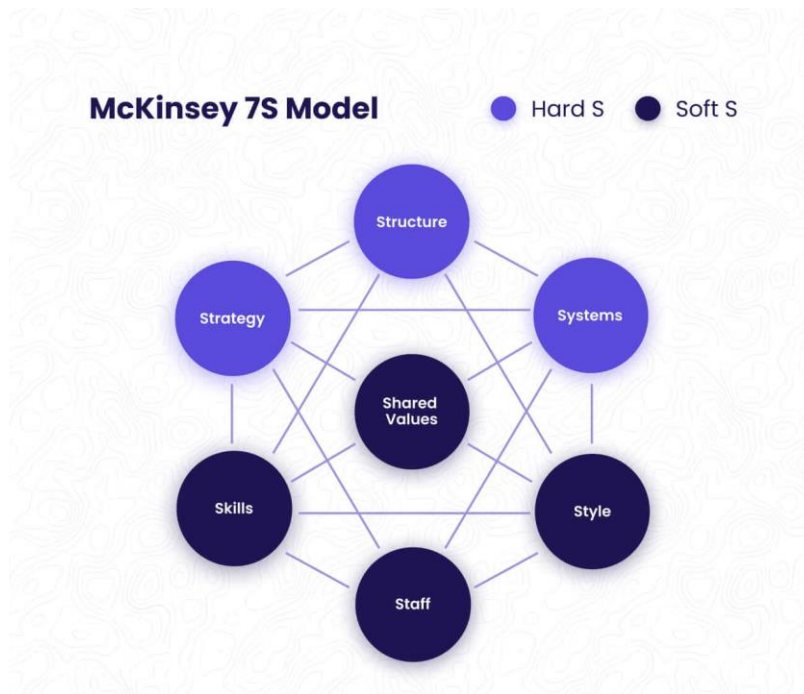 McKinsey 7S Model
Hard S
Soft S
Structure
Strategy
Systems
Shared
Values
Skills
Style
Staff